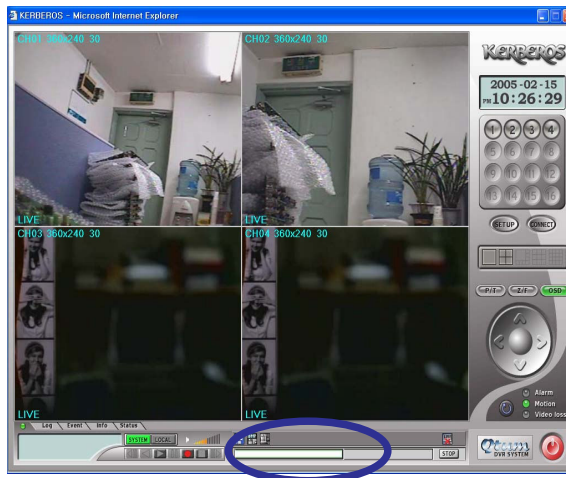 KERBEROS - Microsoft Internet Explorer
CH01 360x240 30
LIVE
CH02 360x240 30
LIVE
CH03 360x240 30
LIVE
CH04 360x240 30
LIVE
KERBEROS
2005-02-15
PM 10:26:29
1 2 3 4
5 6 7 8
9 10 11 12
13 14 15 16
SETUP CONNECT
P/T Z/F OSD
Alarm
Motion
Video loss
Log Event Info Status
SYSTEM LOCAL
STOP
DVR SYSTEM